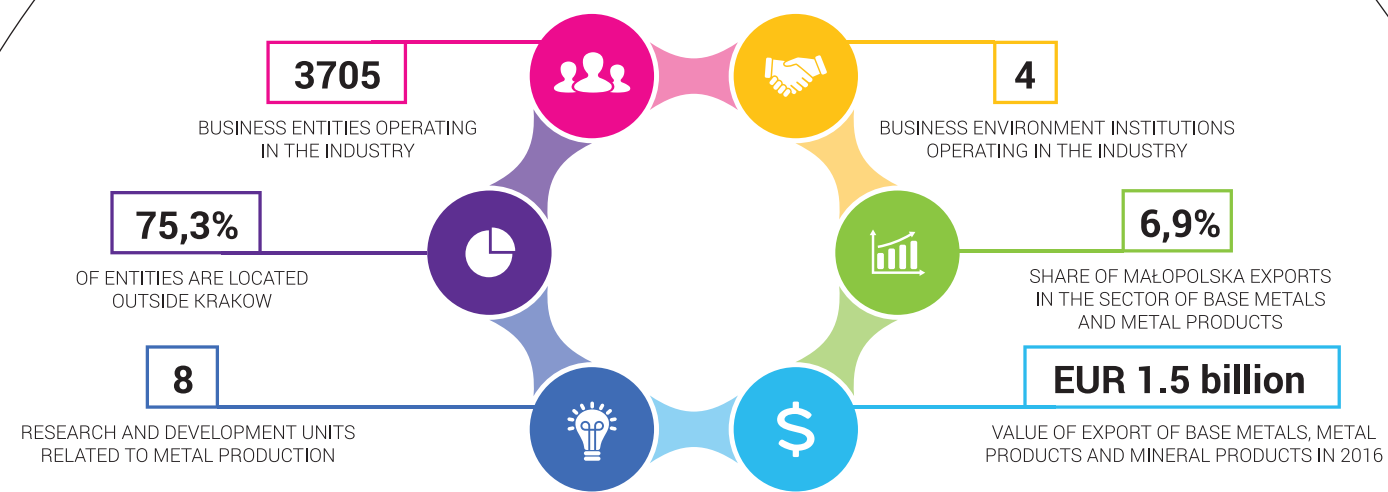 3705
BUSINESS ENTITIES OPERATING
IN THE INDUSTRY
4
BUSINESS ENVIRONMENT INSTITUTIONS
OPERATING IN THE INDUSTRY
75,3%
OF ENTITIES ARE LOCATED
OUTSIDE KRAKOW
6,9%
SHARE OF MAŁOPOLSKA EXPORTS
IN THE SECTOR OF BASE METALS
AND METAL PRODUCTS
8
RESEARCH AND DEVELOPMENT UNITS
RELATED TO METAL PRODUCTION
$
EUR 1.5 billion
VALUE OF EXPORT OF BASE METALS, METAL
PRODUCTS AND MINERAL PRODUCTS IN 2016